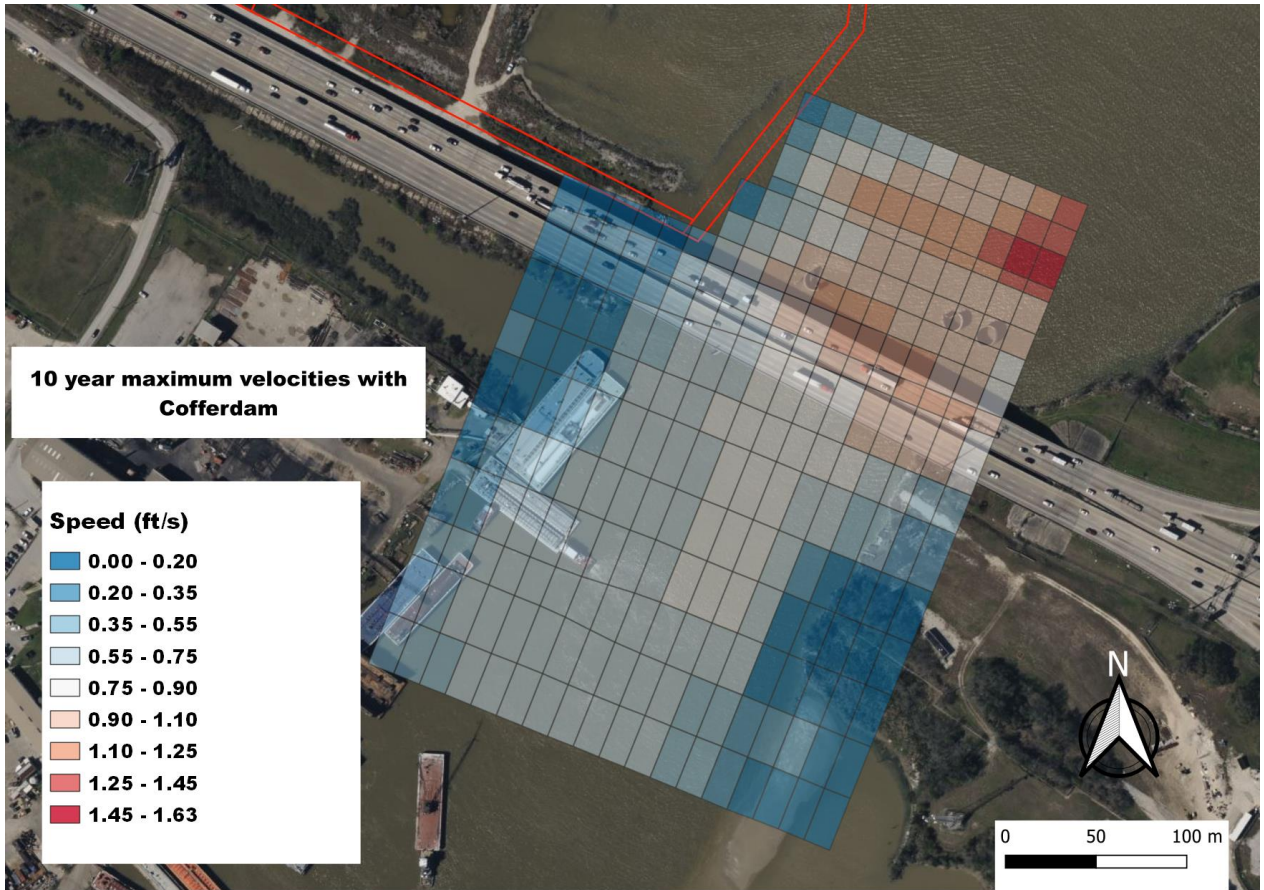 10 year maximum velocities with
Cofferdam
Speed (ft/s)
0.00 - 0.20
0.20 - 0.35
0.35 - 0.55
0.55 - 0.75
0.75 - 0.90
0.90 - 1.10
1.10 - 1.25
1.25 - 1.45
1.45 - 1.63
N
0 50 100 m